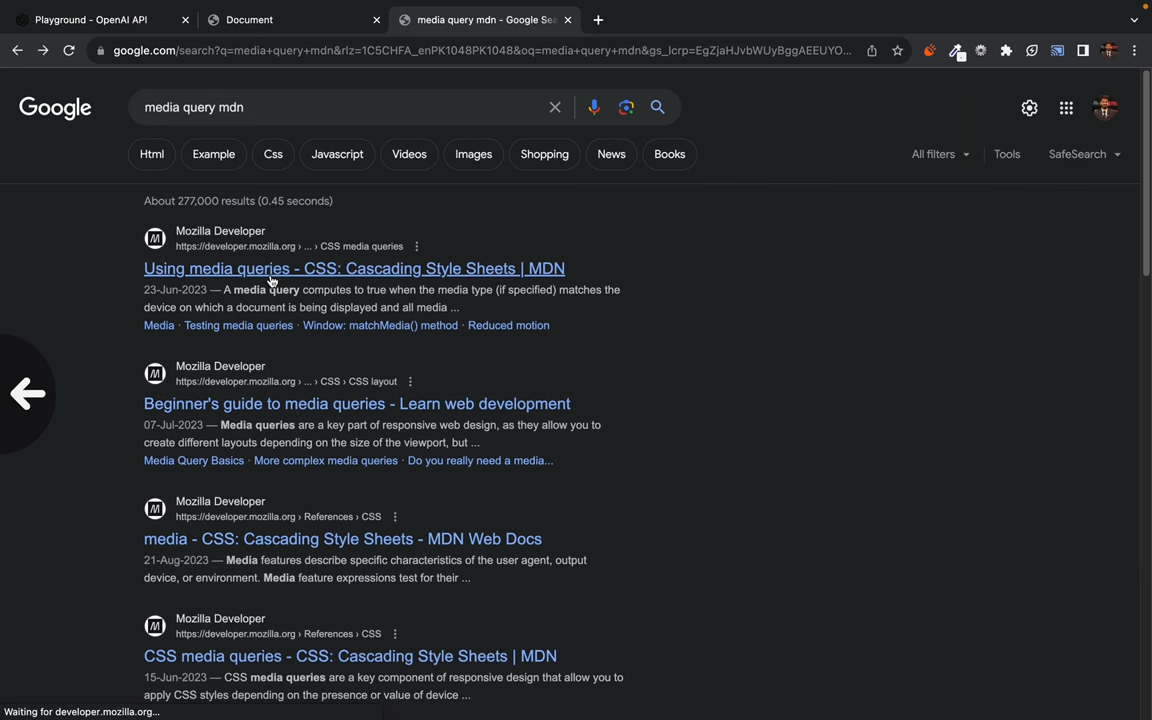 Playground - OpenAI API
Document
media query mdn - Google Sea
google.com/search?q=media+query+mdn&rlz=1C5CHFA_enPK1048PK1048&oq=media+query+mdn&gs_lcrp=EgZjaHJvbWUyBggAEEUYO...
Google
media query mdn
Html
Example
Css
Javascript
Videos
Images
Shopping
News
Books
All filters
Tools
SafeSearch
About 277,000 results (0.45 seconds)
Mozilla Developer
https://developer.mozilla.org › ... › CSS media queries
Using media queries - CSS: Cascading Style Sheets | MDN
23-Jun-2023 — A media query computes to true when the media type (if specified) matches the
device on which a document is being displayed and all media ...
Media · Testing media queries · Window: matchMedia() method · Reduced motion
Mozilla Developer
https://developer.mozilla.org › ... › CSS › CSS layout
Beginner's guide to media queries - Learn web development
07-Jul-2023 — Media queries are a key part of responsive web design, as they allow you to
create different layouts depending on the size of the viewport, but ...
Media Query Basics · More complex media queries · Do you really need a media...
Mozilla Developer
https://developer.mozilla.org › References › CSS
media - CSS: Cascading Style Sheets - MDN Web Docs
21-Aug-2023 — Media features describe specific characteristics of the user agent, output
device, or environment. Media feature expressions test for their ...
Mozilla Developer
https://developer.mozilla.org › References › CSS
CSS media queries - CSS: Cascading Style Sheets | MDN
15-Jun-2023 — CSS media queries are a key component of responsive design that allow you to
apply CSS styles depending on the presence or value of device ...
Waiting for developer.mozilla.org...